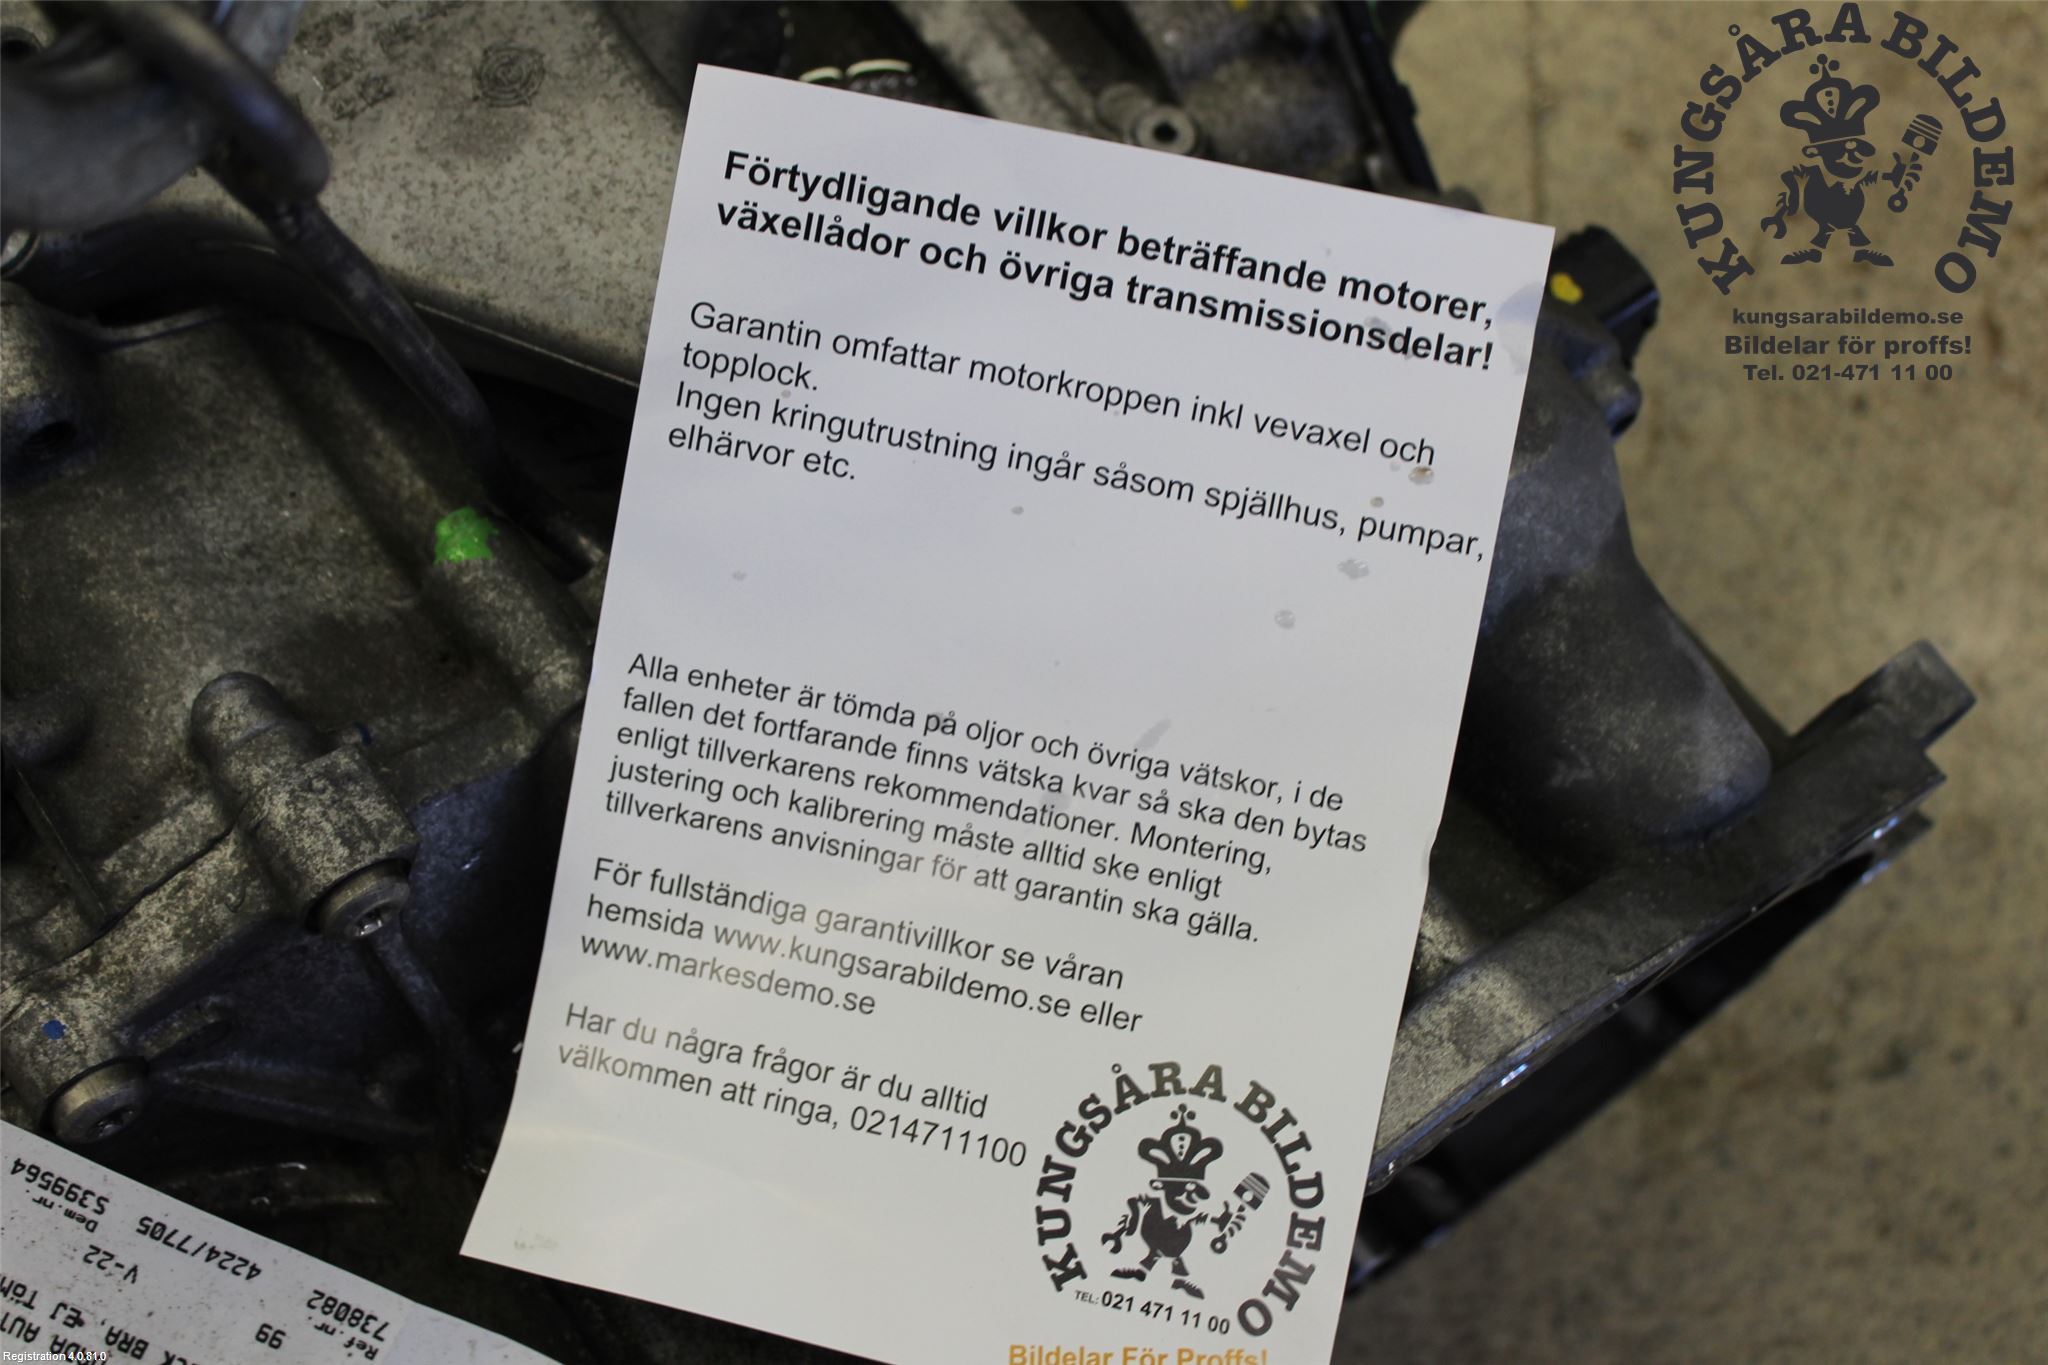 KUNGSÅRA BILDEMO
kungsarabildemo.se
Bildelar för proffs!
Tel. 021-471 11 00
Förtydligande villkor beträffande motorer,
växellådor och övriga transmissionsdelar!
Garantin omfattar motorkroppen inkl vevaxel och
topplock.
Ingen kringutrustning ingår såsom spjällhus, pumpar,
elhärvor etc.
Alla enheter är tömda på oljor och övriga vätskor, i de
fallen det fortfarande finns vätska kvar så ska den bytas
enligt tillverkarens rekommendationer. Montering,
justering och kalibrering måste alltid ske enligt
tillverkarens anvisningar för att garantin ska gälla.
För fullständiga garantivillkor se våran
hemsida www.kungsarabildemo.se eller
www.markesdemo.se
Har du några frågor är du alltid
välkommen att ringa, 0214711100
KUNGSÅRA BILDEMO
TEL: 021 471 11 00
Bildelar För Proffs!
Ref.nr. Dem.nr.
738082 4224/7705 5399564
99 V-22
BRA, EJ
Registration 4.0.81.0